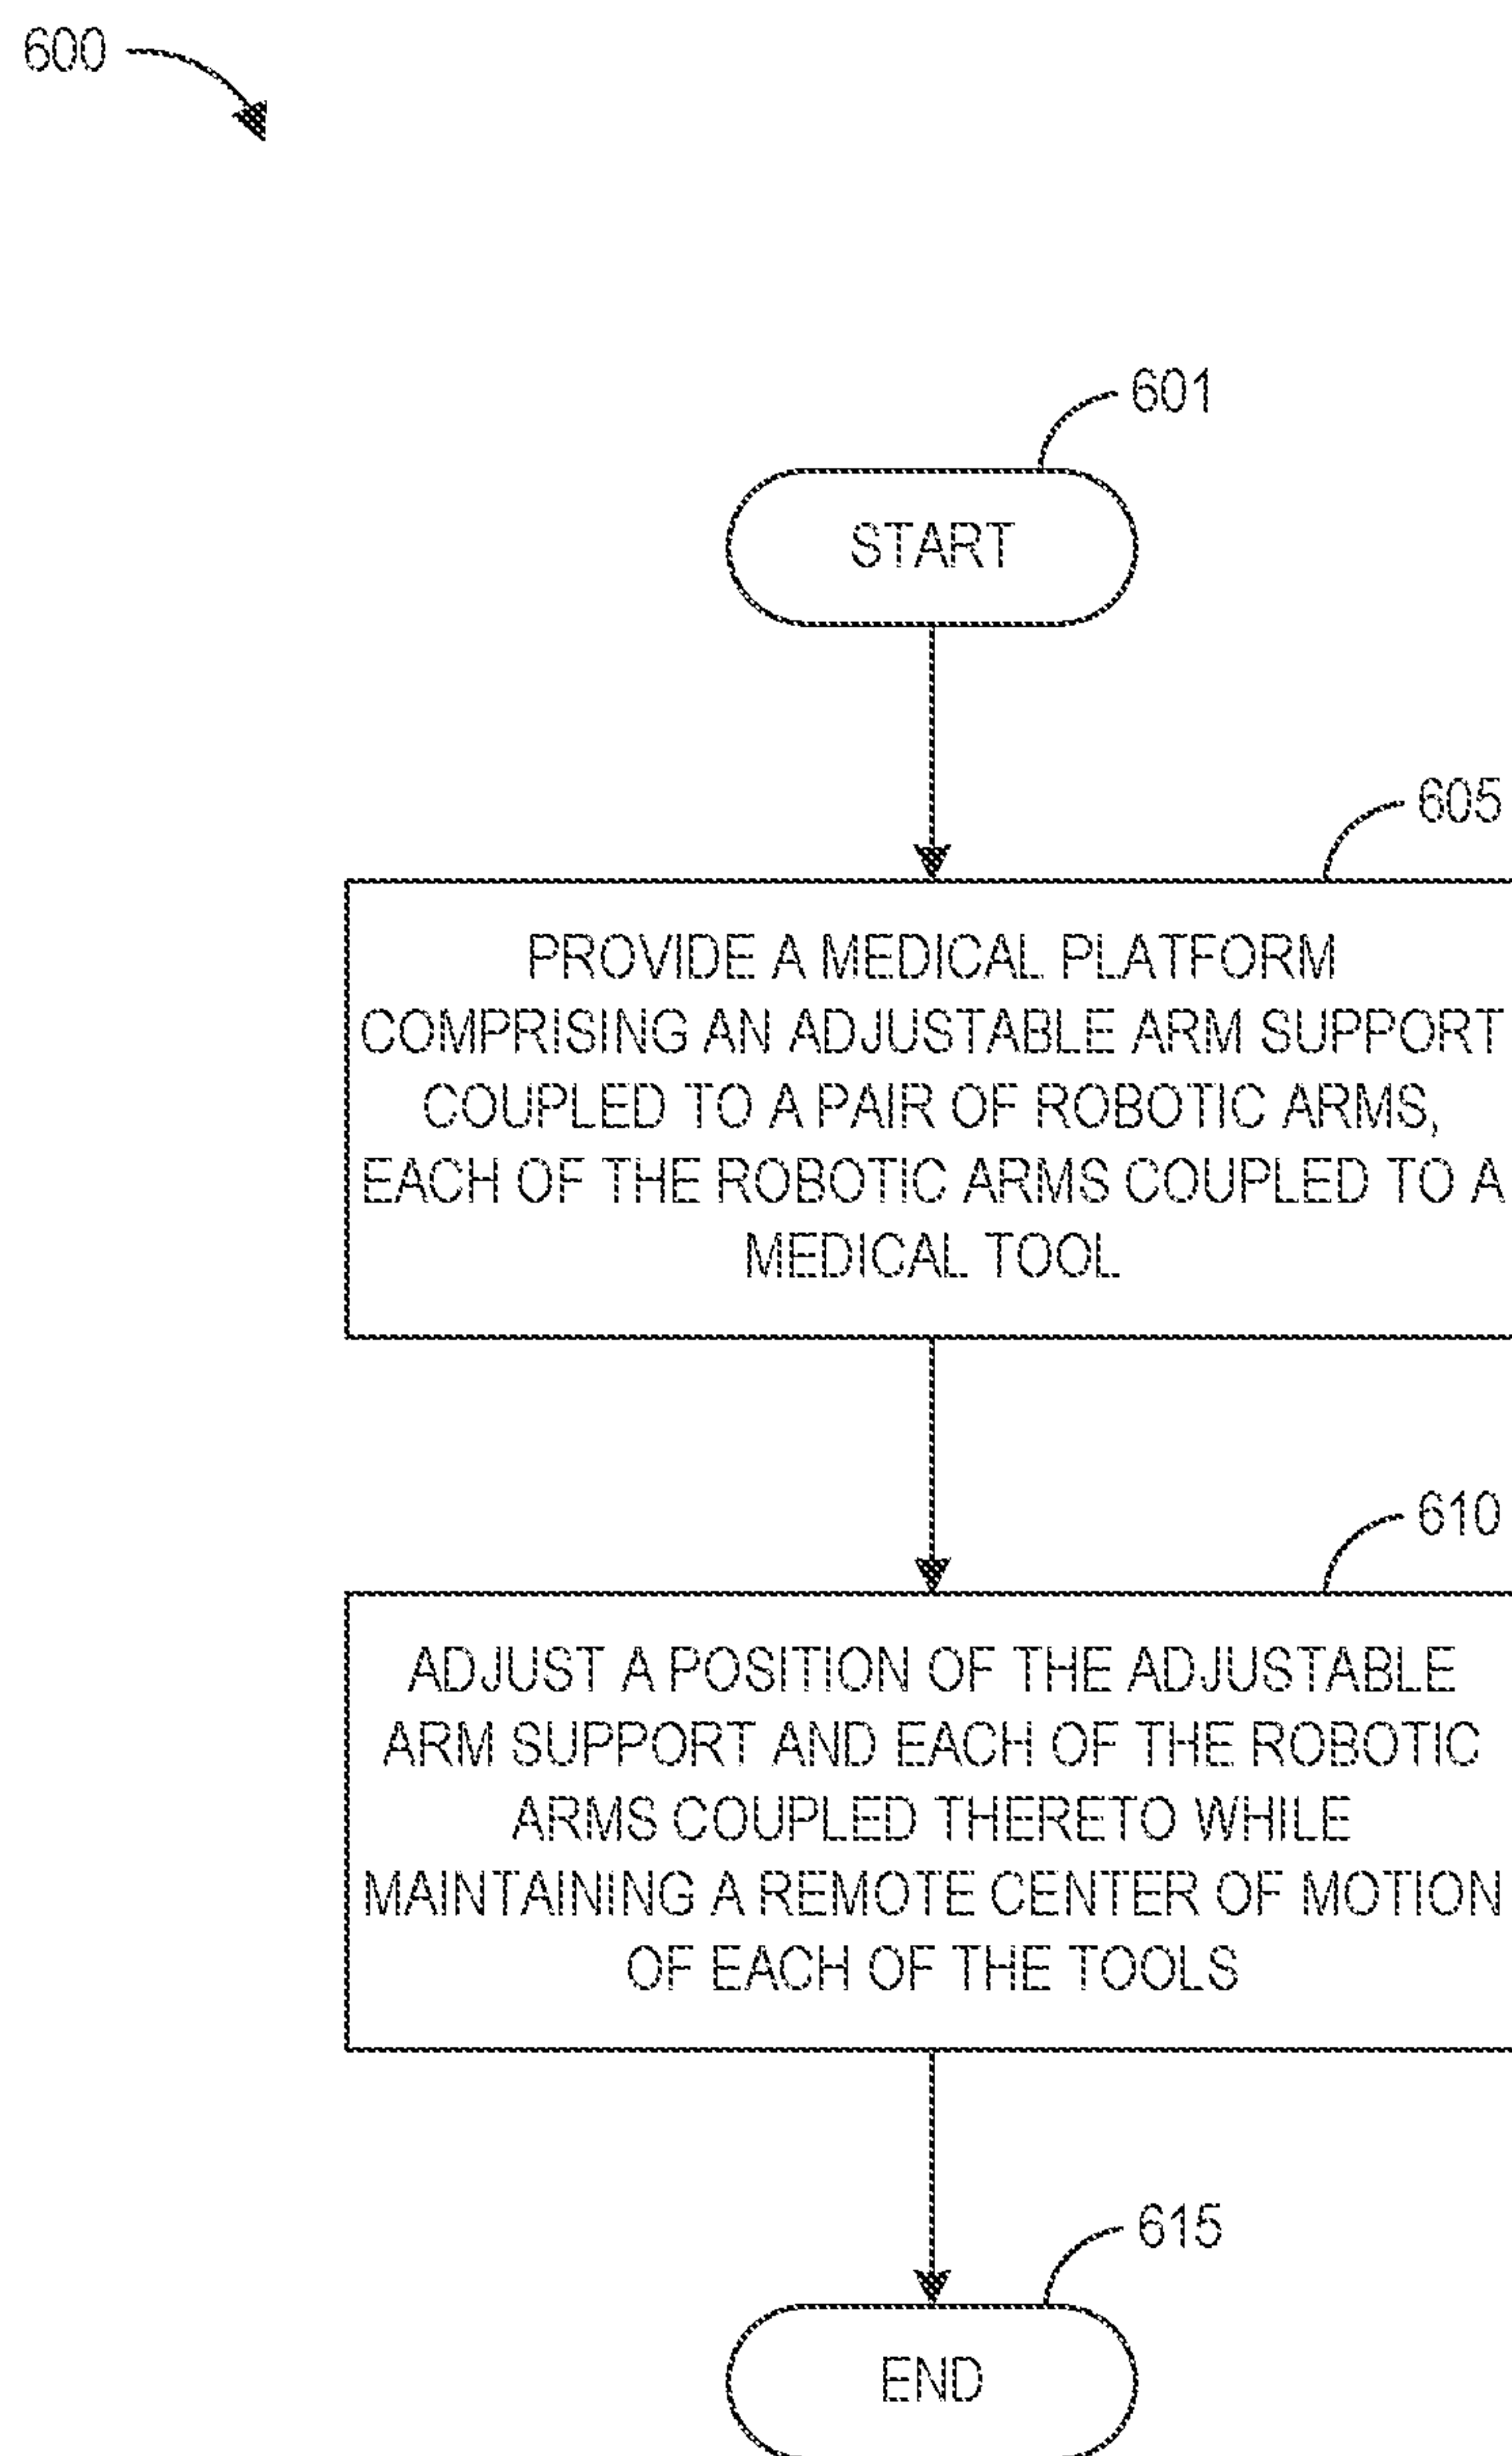 600
601
START
605
PROVIDE A MEDICAL PLATFORM
COMPRISING AN ADJUSTABLE ARM SUPPORT
COUPLED TO A PAIR OF ROBOTIC ARMS,
EACH OF THE ROBOTIC ARMS COUPLED TO A
MEDICAL TOOL
610
ADJUST A POSITION OF THE ADJUSTABLE
ARM SUPPORT AND EACH OF THE ROBOTIC
ARMS COUPLED THERETO WHILE
MAINTAINING A REMOTE CENTER OF MOTION
OF EACH OF THE TOOLS
615
END